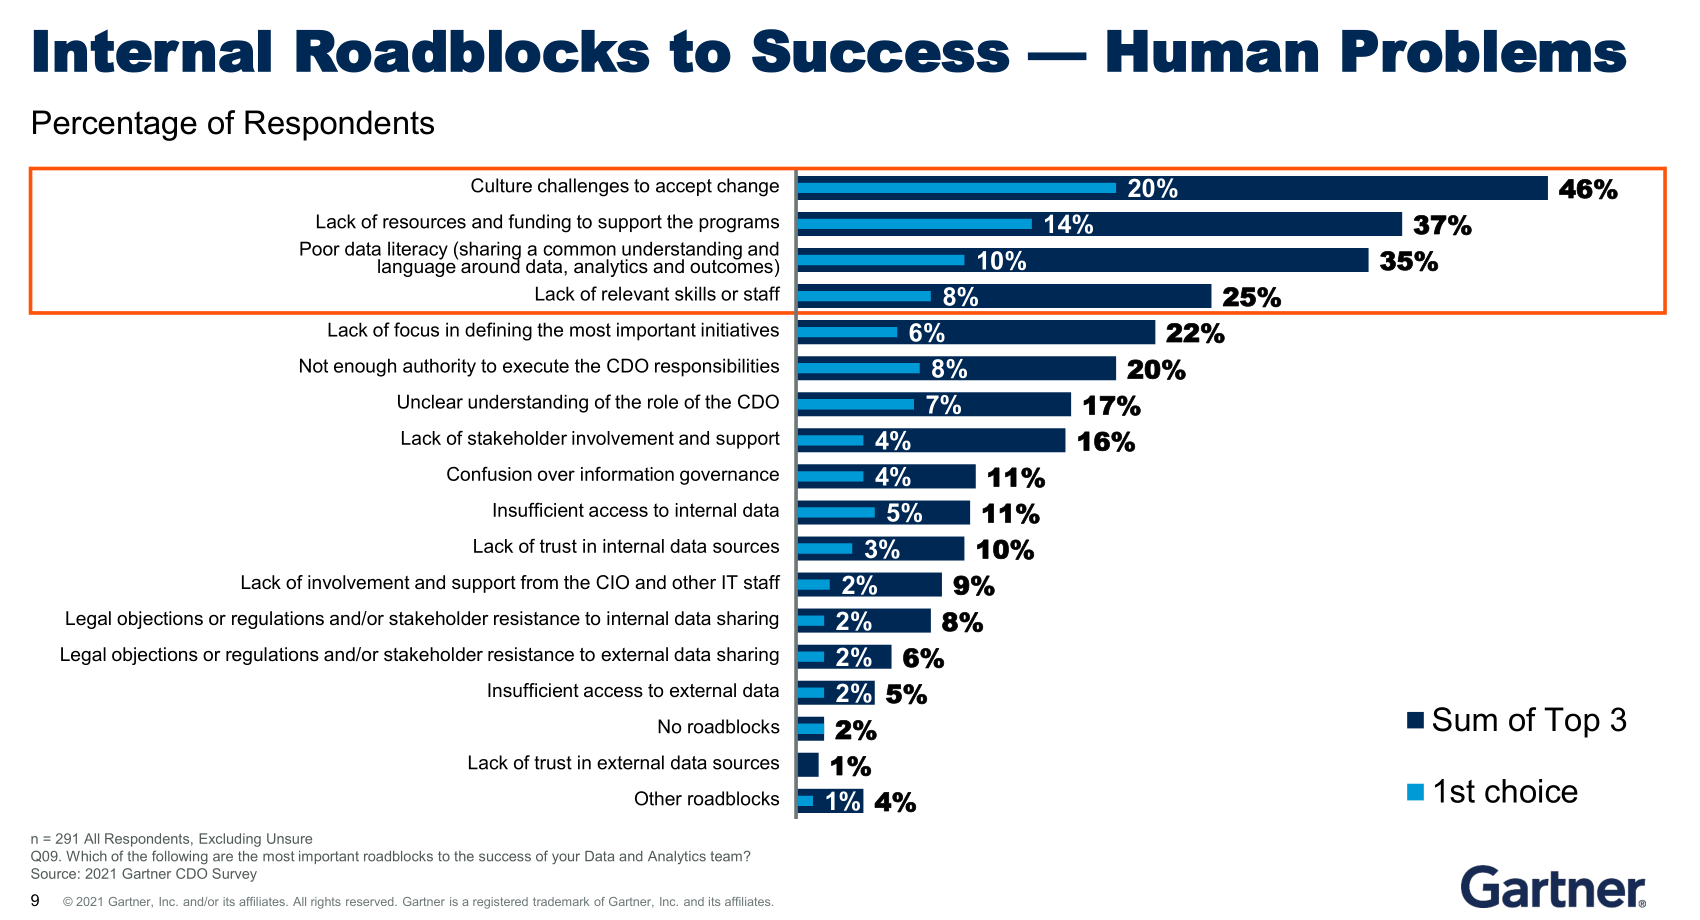 Internal Roadblocks to Success — Human Problems
Percentage of Respondents
Culture challenges to accept change 20% 46%
Lack of resources and funding to support the programs 14% 37%
Poor data literacy (sharing a common understanding and
language around data, analytics and outcomes) 10% 35%
Lack of relevant skills or staff 8% 25%
Lack of focus in defining the most important initiatives 6% 22%
Not enough authority to execute the CDO responsibilities 8% 20%
Unclear understanding of the role of the CDO 7% 17%
Lack of stakeholder involvement and support 4% 16%
Confusion over information governance 4% 11%
Insufficient access to internal data 5% 11%
Lack of trust in internal data sources 3% 10%
Lack of involvement and support from the CIO and other IT staff 2% 9%
Legal objections or regulations and/or stakeholder resistance to internal data sharing 2% 8%
Legal objections or regulations and/or stakeholder resistance to external data sharing 2% 6%
Insufficient access to external data 2% 5%
No roadblocks 2%
Lack of trust in external data sources 1%
Other roadblocks 1% 4%
Sum of Top 3
1st choice
n = 291 All Respondents, Excluding Unsure
Q09. Which of the following are the most important roadblocks to the success of your Data and Analytics team?
Source: 2021 Gartner CDO Survey
9 © 2021 Gartner, Inc. and/or its affiliates. All rights reserved. Gartner is a registered trademark of Gartner, Inc. and its affiliates.
Gartner®